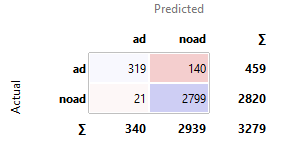 Predicted
ad noad ∑
ad 319 140 459
noad 21 2799 2820
∑ 340 2939 3279
Actual